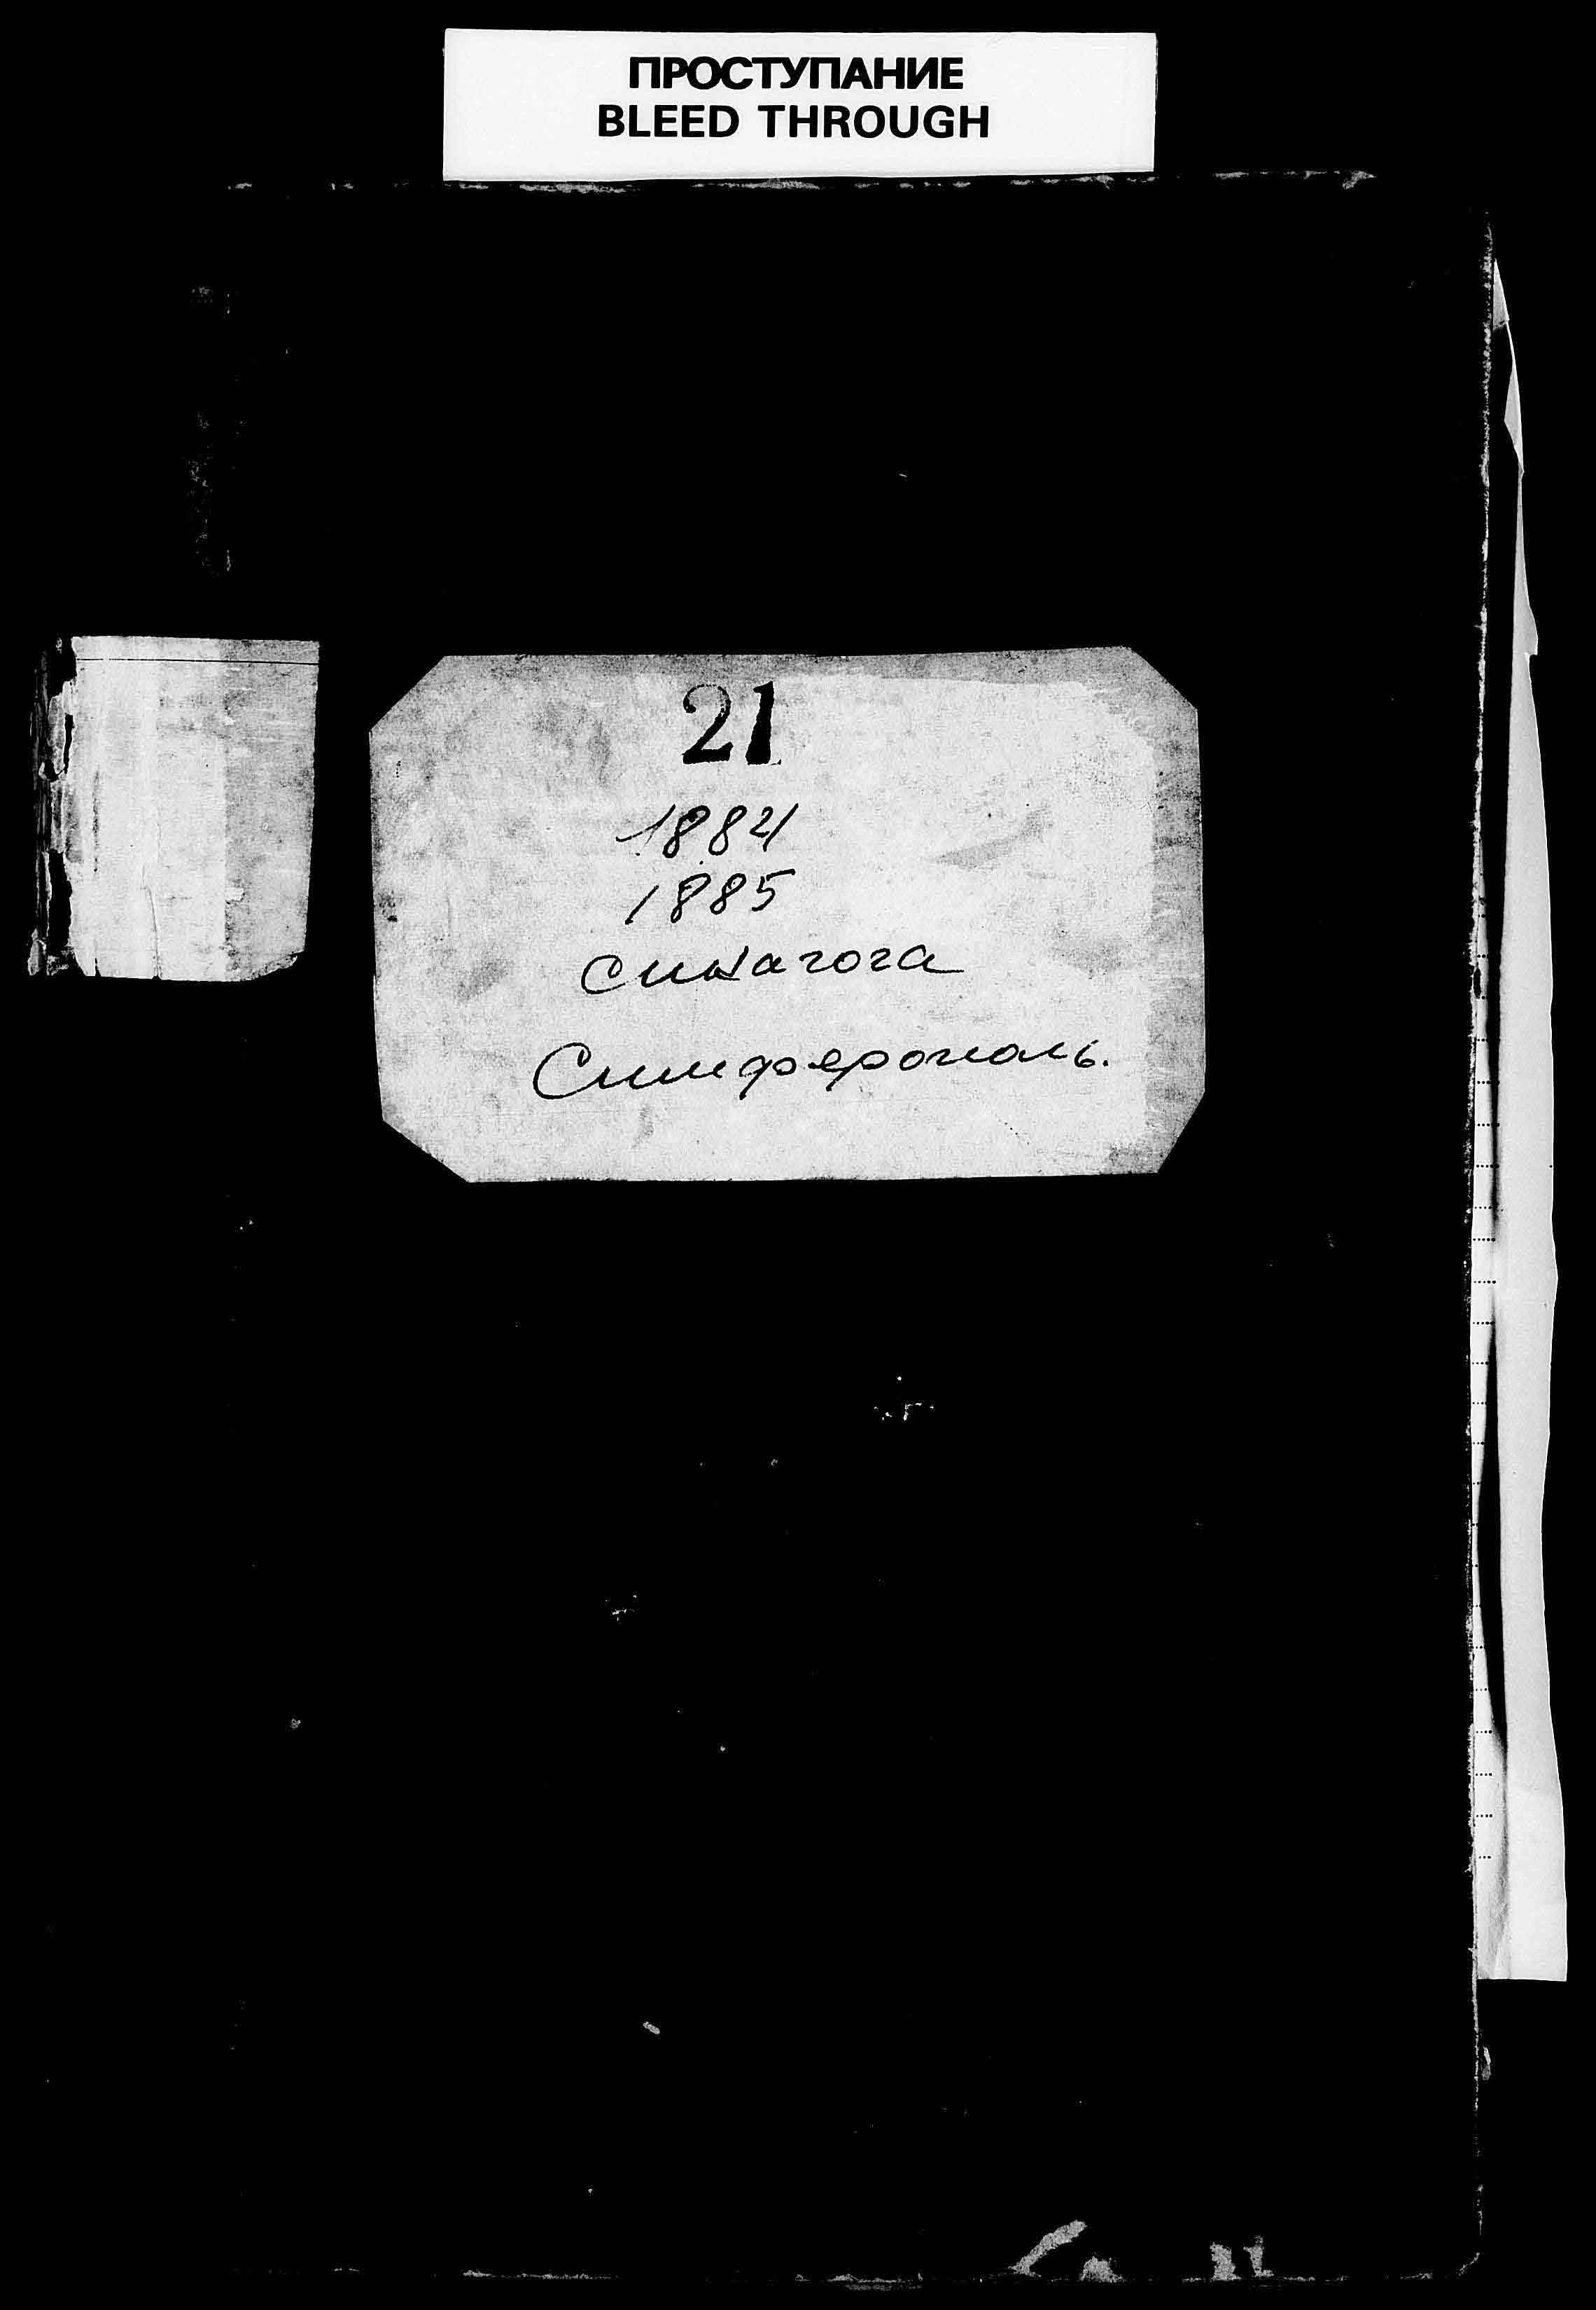 ПРОСТУПАНИЕ
BLEED THROUGH
21
1884
1885
синагога
Симферополь.